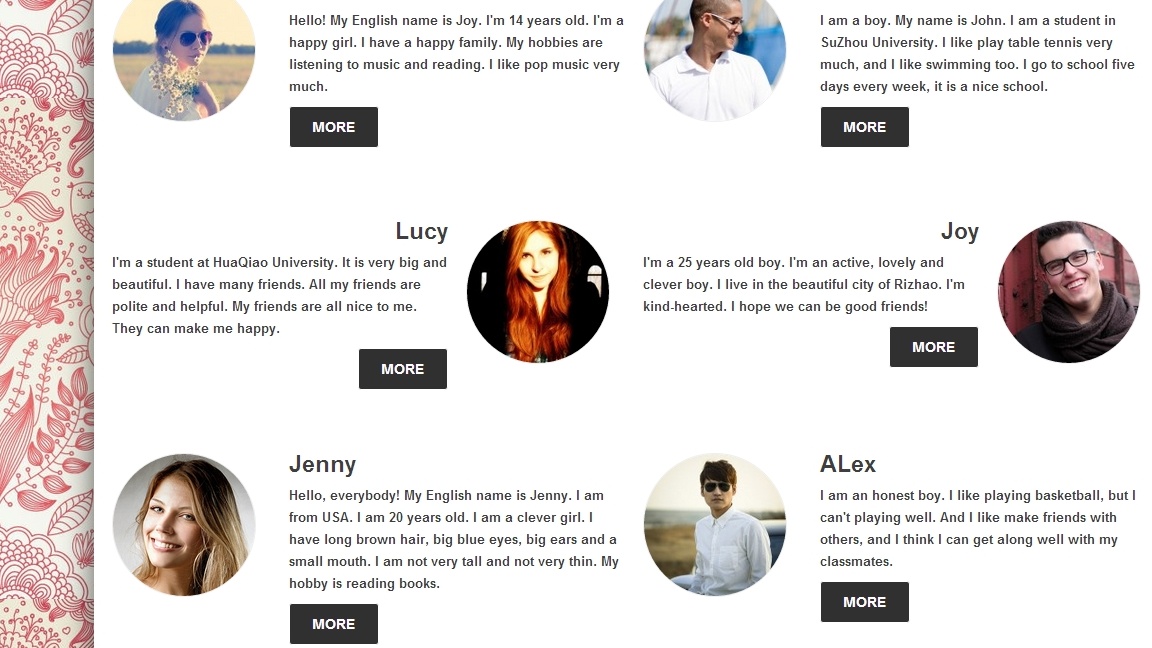 Hello! My English name is Joy. I'm 14 years old. I'm a
happy girl. I have a happy family. My hobbies are
listening to music and reading. I like pop music very
much.
MORE
I am a boy. My name is John. I am a student in
SuZhou University. I like play table tennis very
much, and I like swimming too. I go to school five
days every week, it is a nice school.
MORE
Lucy
I'm a student at HuaQiao University. It is very big and
beautiful. I have many friends. All my friends are
polite and helpful. My friends are all nice to me.
They can make me happy.
MORE
Joy
I'm a 25 years old boy. I'm an active, lovely and
clever boy. I live in the beautiful city of Rizhao. I'm
kind-hearted. I hope we can be good friends!
MORE
Jenny
Hello, everybody! My English name is Jenny. I am
from USA. I am 20 years old. I am a clever girl. I
have long brown hair, big blue eyes, big ears and a
small mouth. I am not very tall and not very thin. My
hobby is reading books.
MORE
ALex
I am an honest boy. I like playing basketball, but I
can't playing well. And I like make friends with
others, and I think I can get along well with my
classmates.
MORE